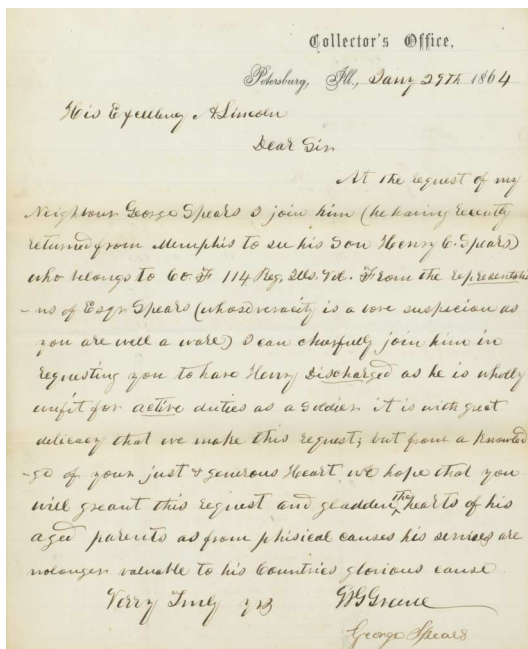 Collector's Office,
Petersburg, Ill., Jany 29th 1864
His Excellency A Lincoln
Dear Sir
At the request of my
Neighbour George Spears I join him (he having recently
returned from Memphis to see his Son Henry C. Spears)
who belongs to Co. F 114 Reg. Ills. Vol. From the representatio
-ns of Esqr Spears (whose veracity is a bove suspicion as
you are well a ware) I can cheerfully join him in
requesting you to have Henry Discharged as he is wholly
unfit for active duties as a Soldier it is with great
delicacy that we make this request; but from a knowled
-ge of your just & generous Heart we hope that you
will greant this request and gladden the hearts of his
aged parents as from phisical causes his services are
nolonger valuable to his Countries glorious cause
Verry Truly yrs W G Greene
George Spears